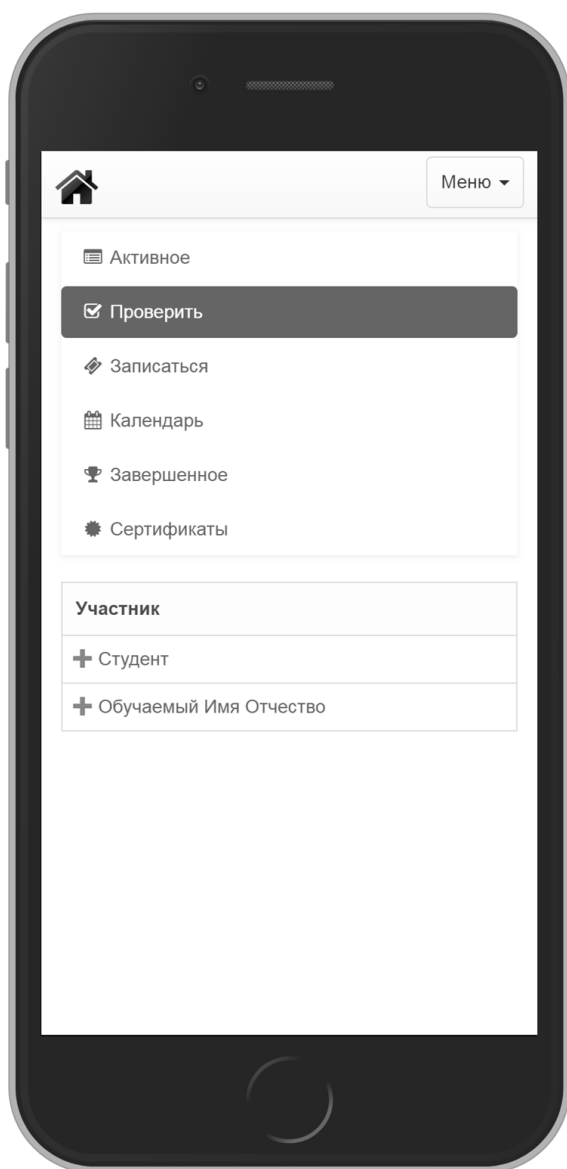 Меню
Активное
Проверить
Записаться
Календарь
Завершенное
Сертификаты
Участник
Студент
Обучаемый Имя Отчество